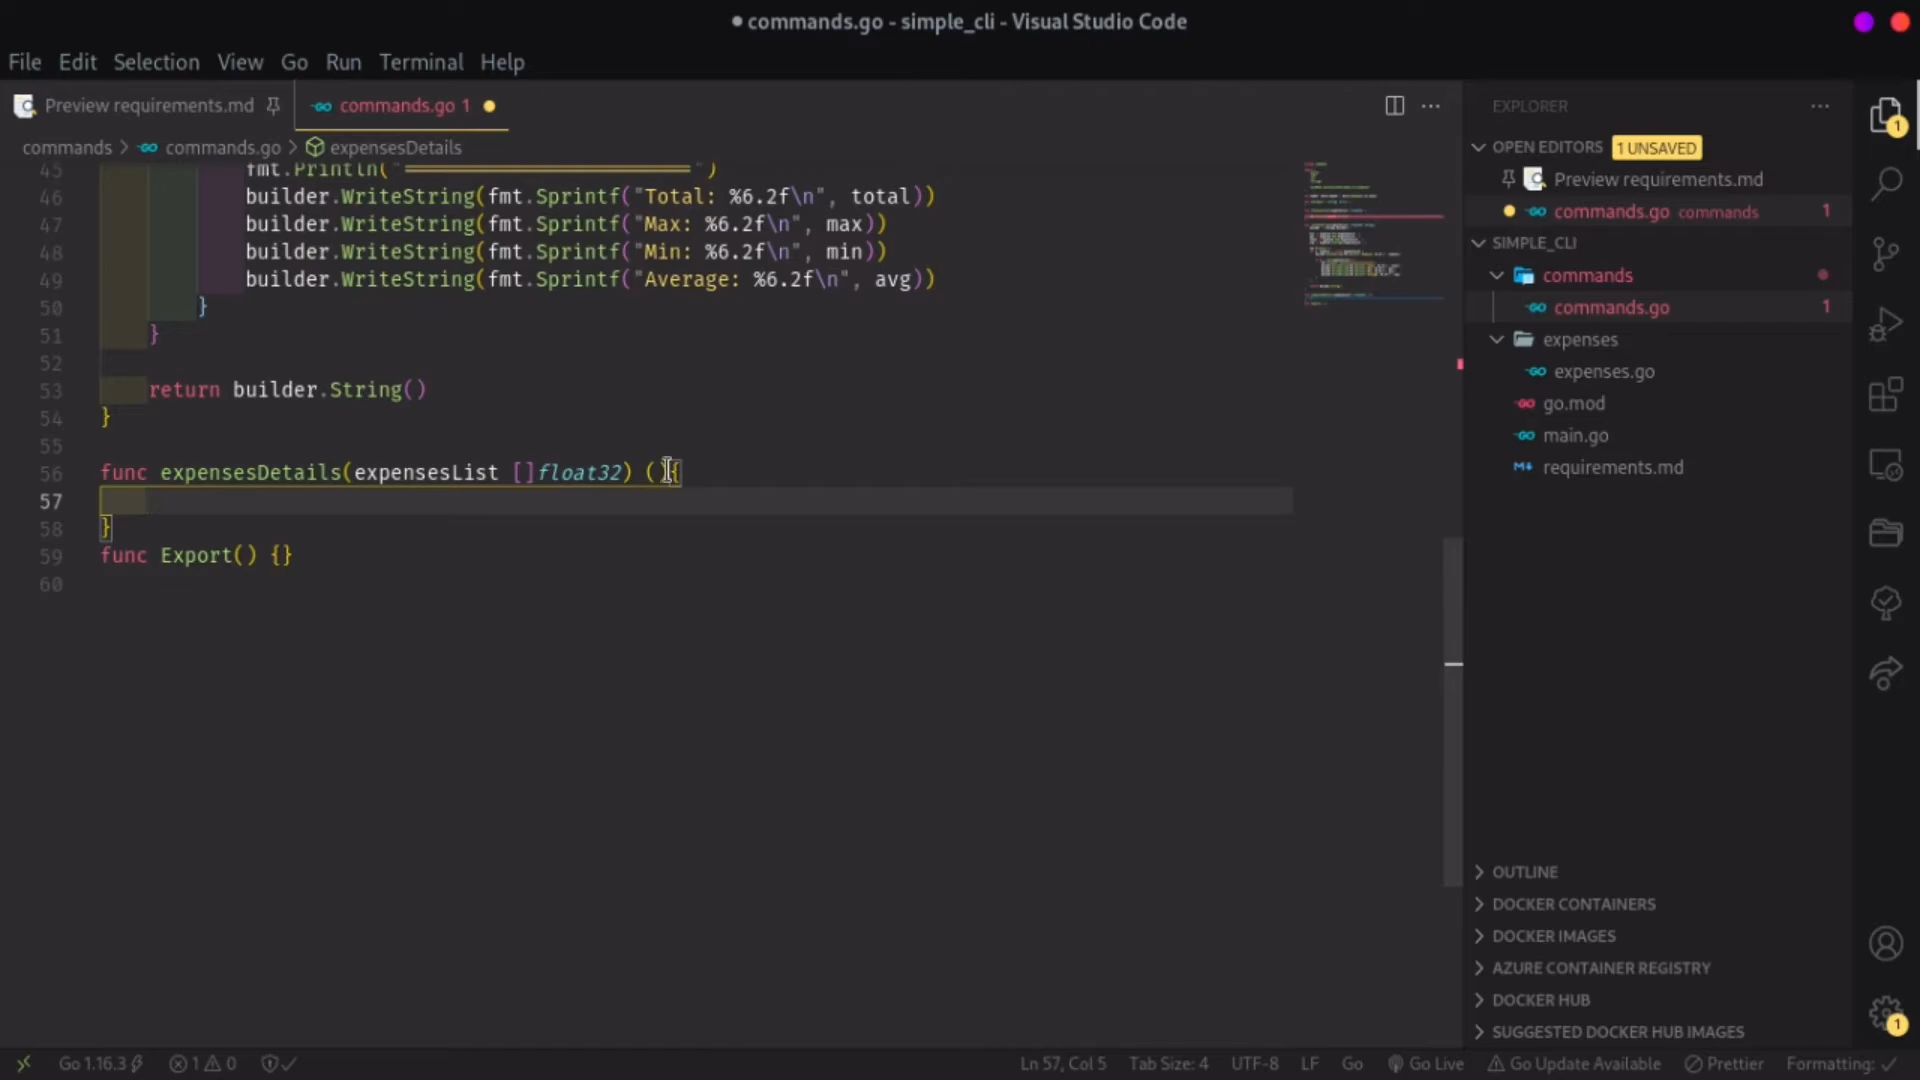 commands.go - simple_cli - Visual Studio Code
File Edit Selection View Go Run Terminal Help
Preview requirements.md commands.go 1
EXPLORER
commands > commands.go > expensesDetails
OPEN EDITORS 1 UNSAVED
Preview requirements.md
commands.go commands 1
SIMPLE_CLI
commands
commands.go 1
expenses
expenses.go
go.mod
main.go
requirements.md
45 fmt.Println("==========================")
46 builder.WriteString(fmt.Sprintf("Total: %6.2f\n", total))
47 builder.WriteString(fmt.Sprintf("Max: %6.2f\n", max))
48 builder.WriteString(fmt.Sprintf("Min: %6.2f\n", min))
49 builder.WriteString(fmt.Sprintf("Average: %6.2f\n", avg))
50 }
51 }
52
53 return builder.String()
54 }
55
56 func expensesDetails(expensesList []float32) (){
57
58 }
59 func Export() {}
60
OUTLINE
DOCKER CONTAINERS
DOCKER IMAGES
AZURE CONTAINER REGISTRY
DOCKER HUB
SUGGESTED DOCKER HUB IMAGES
1
1
Go 1.16.3 1 0 Ln 57, Col 5 Tab Size: 4 UTF-8 LF Go Go Live Go Update Available Prettier Formatting: